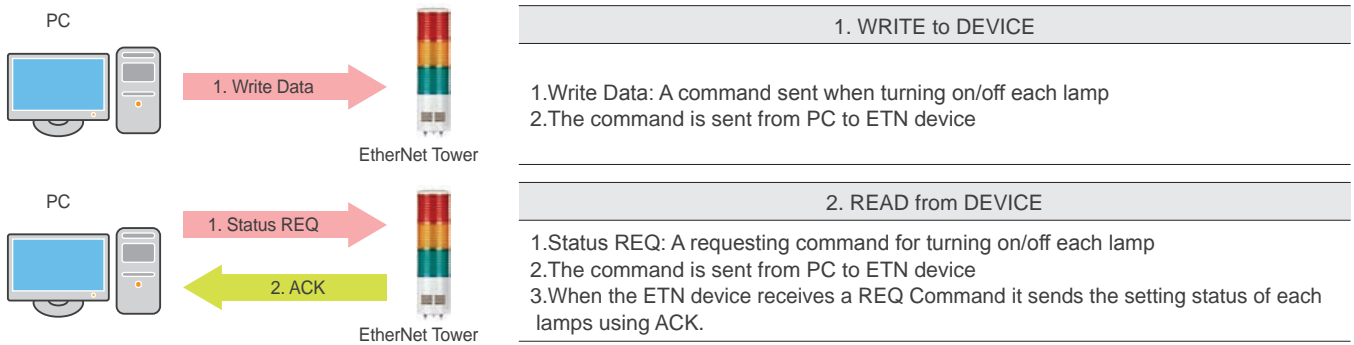 PC
1. Write Data
EtherNet Tower
1. WRITE to DEVICE
1.Write Data: A command sent when turning on/off each lamp
2.The command is sent from PC to ETN device
PC
1. Status REQ
2. ACK
EtherNet Tower
2. READ from DEVICE
1.Status REQ: A requesting command for turning on/off each lamp
2.The command is sent from PC to ETN device
3.When the ETN device receives a REQ Command it sends the setting status of each
lamps using ACK.